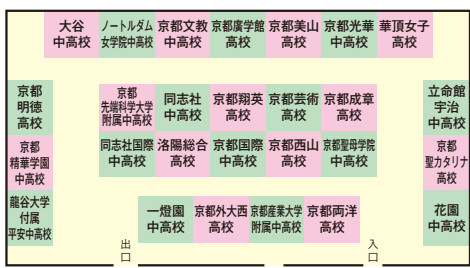 大谷
中高校
ノートルダム
女学院中高校
京都文教
中高校
京都廣学館
高校
京都美山
高校
京都光華
中高校
華頂女子
高校
京都
明徳
高校
京都
精華学園
中高校
龍谷大学
付属
平安中高校
京都
先端科学大学
附属中高校
同志社
中高校
京都翔英
高校
京都芸術
高校
京都成章
高校
同志社国際
中高校
洛陽総合
高校
京都国際
中高校
京都西山
高校
京都聖母学院
中高校
立命館
宇治
中高校
京都
聖カタリナ
高校
花園
中高校
一燈園
中高校
京都外大西
高校
京都産業大学
附属中高校
京都両洋
高校
出口
入口